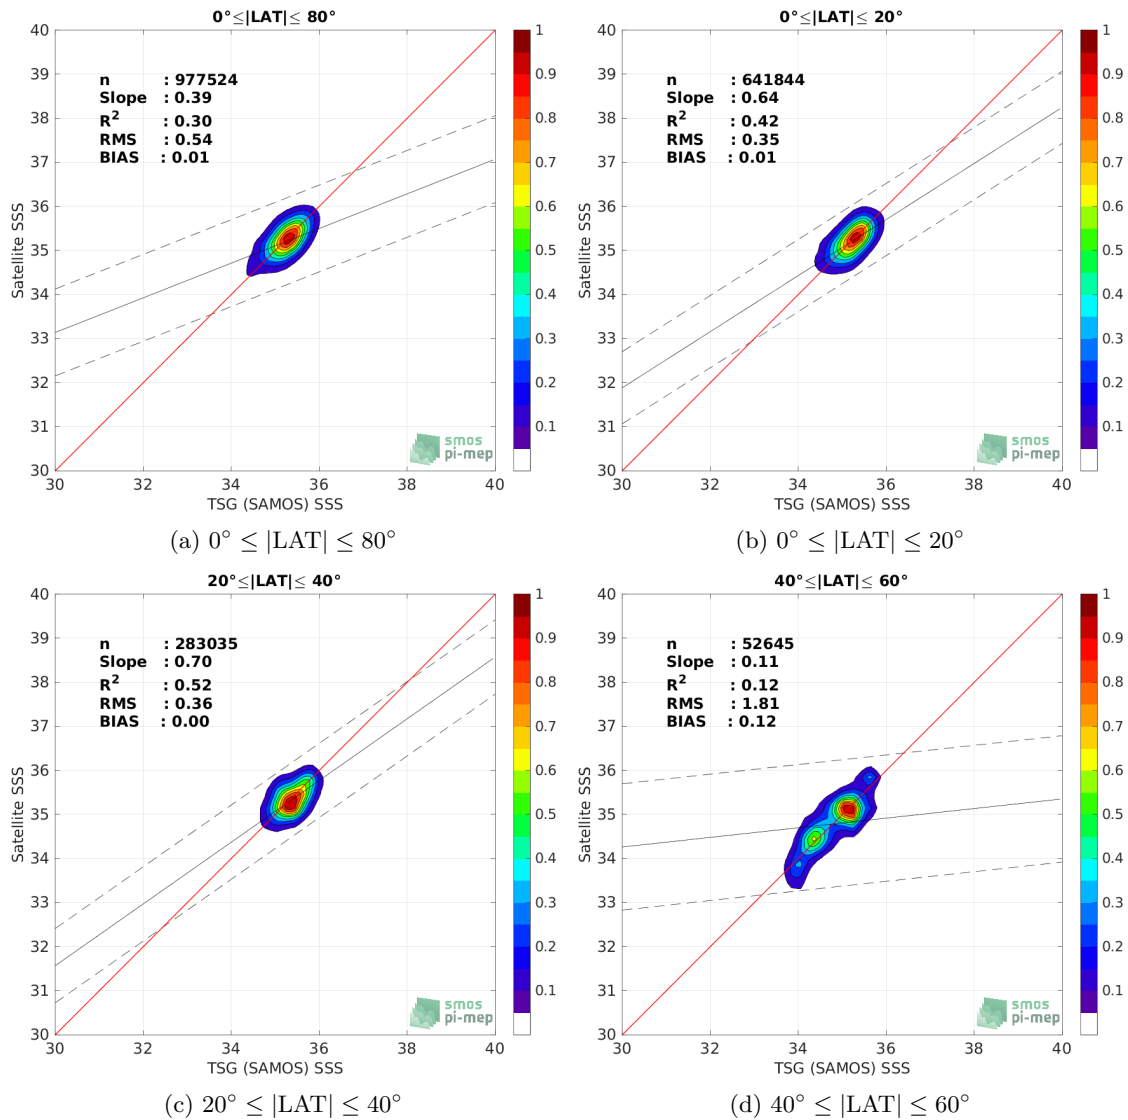 0°≤|LAT|≤ 80°
40
39
38
37
36
35
34
33
32
31
30
n : 977524
Slope : 0.39
R² : 0.30
RMS : 0.54
BIAS : 0.01
Satellite SSS
30 32 34 36 38 40
TSG (SAMOS) SSS
smos
pi-mep
1
0.9
0.8
0.7
0.6
0.5
0.4
0.3
0.2
0.1
(a) 0° ≤ |LAT| ≤ 80°
0°≤|LAT|≤ 20°
40
39
38
37
36
35
34
33
32
31
30
n : 641844
Slope : 0.64
R² : 0.42
RMS : 0.35
BIAS : 0.01
Satellite SSS
30 32 34 36 38 40
TSG (SAMOS) SSS
smos
pi-mep
1
0.9
0.8
0.7
0.6
0.5
0.4
0.3
0.2
0.1
(b) 0° ≤ |LAT| ≤ 20°
20°≤|LAT|≤ 40°
40
39
38
37
36
35
34
33
32
31
30
n : 283035
Slope : 0.70
R² : 0.52
RMS : 0.36
BIAS : 0.00
Satellite SSS
30 32 34 36 38 40
TSG (SAMOS) SSS
smos
pi-mep
1
0.9
0.8
0.7
0.6
0.5
0.4
0.3
0.2
0.1
(c) 20° ≤ |LAT| ≤ 40°
40°≤|LAT|≤ 60°
40
39
38
37
36
35
34
33
32
31
30
n : 52645
Slope : 0.11
R² : 0.12
RMS : 1.81
BIAS : 0.12
Satellite SSS
30 32 34 36 38 40
TSG (SAMOS) SSS
smos
pi-mep
1
0.9
0.8
0.7
0.6
0.5
0.4
0.3
0.2
0.1
(d) 40° ≤ |LAT| ≤ 60°